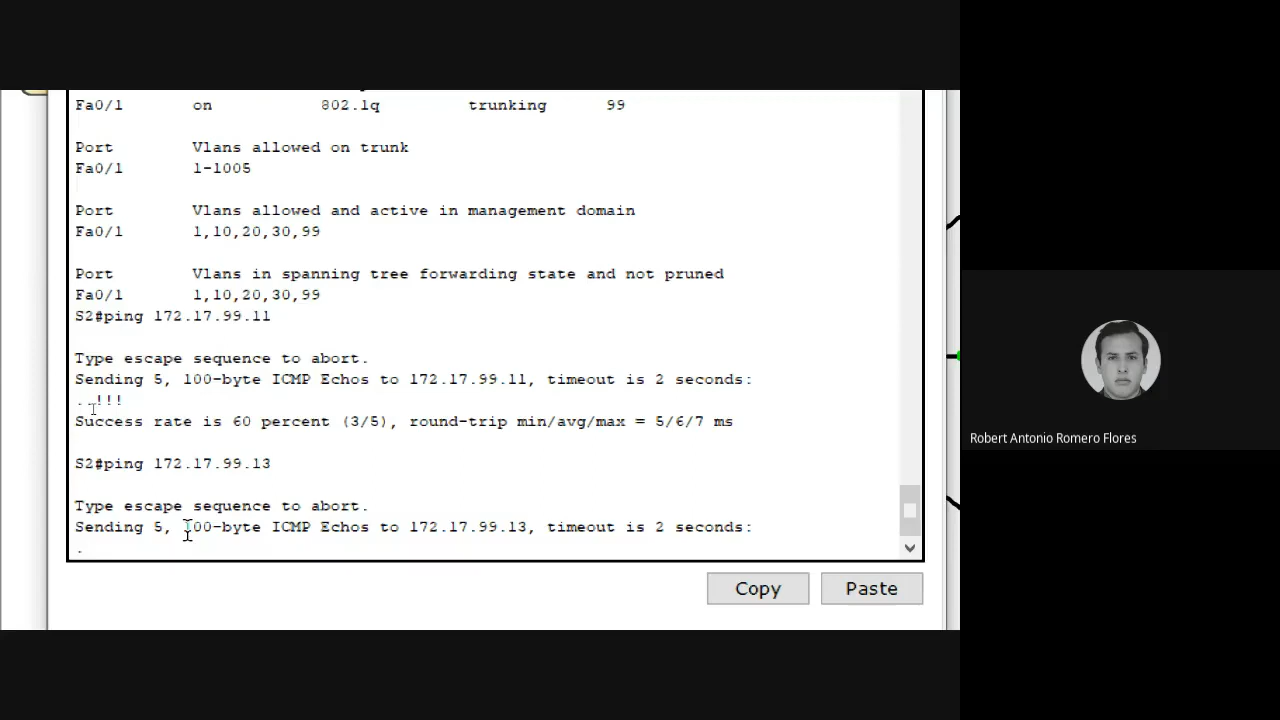 Fa0/1 on 802.1q trunking 99
Port Vlans allowed on trunk
Fa0/1 1-1005
Port Vlans allowed and active in management domain
Fa0/1 1,10,20,30,99
Port Vlans in spanning tree forwarding state and not pruned
Fa0/1 1,10,20,30,99
S2#ping 172.17.99.11
Type escape sequence to abort.
Sending 5, 100-byte ICMP Echos to 172.17.99.11, timeout is 2 seconds:
..!!!
Success rate is 60 percent (3/5), round-trip min/avg/max = 5/6/7 ms
S2#ping 172.17.99.13
Type escape sequence to abort.
Sending 5, 100-byte ICMP Echos to 172.17.99.13, timeout is 2 seconds:
.
Copy Paste
Robert Antonio Romero Flores